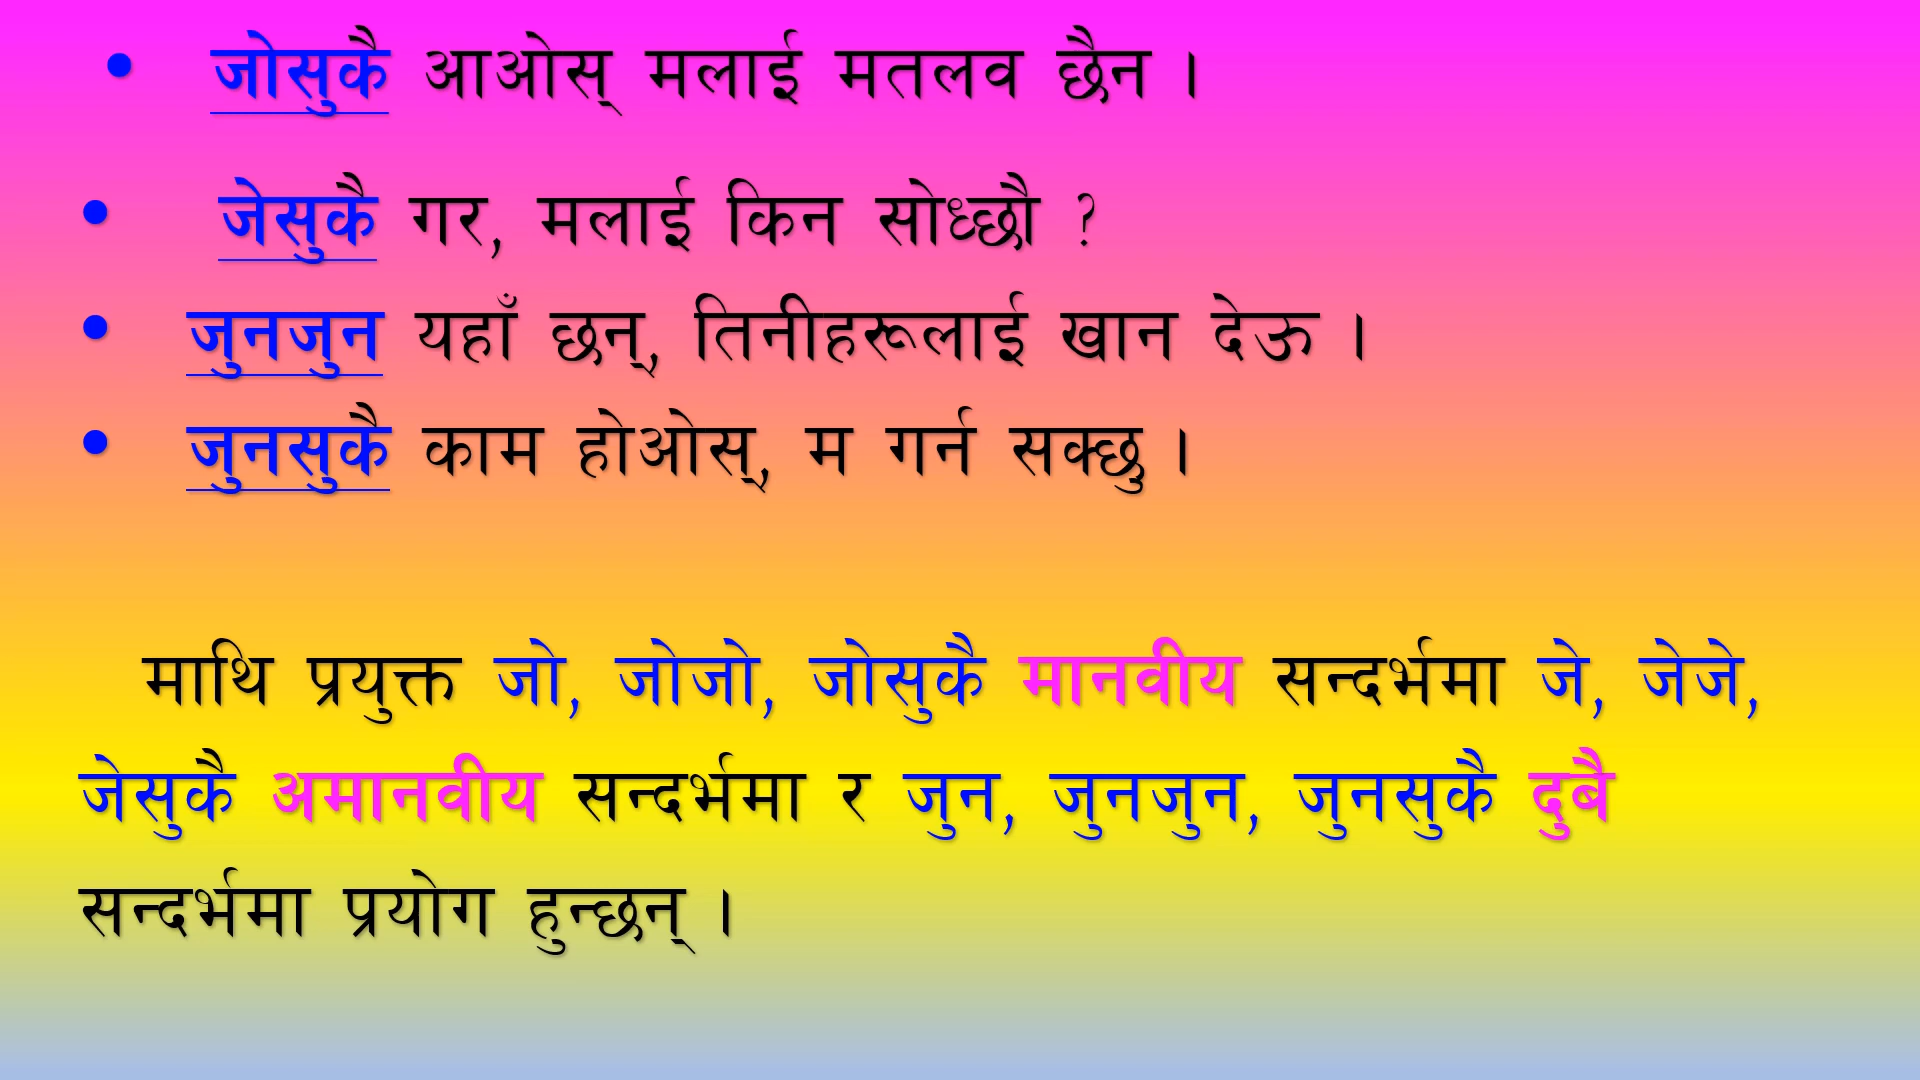 • जोसुकै आओस् मलाई मतलव छैन ।
• जेसुकै गर, मलाई किन सोध्छौ ?
• जुनजुन यहाँ छन्, तिनीहरूलाई खान देऊ ।
• जुनसुकै काम होओस्, म गर्न सक्छु ।
माथि प्रयुक्त जो, जोजो, जोसुकै मानवीय सन्दर्भमा जे, जेजे,
जेसुकै अमानवीय सन्दर्भमा र जुन, जुनजुन, जुनसुकै दुबै
सन्दर्भमा प्रयोग हुन्छन् ।